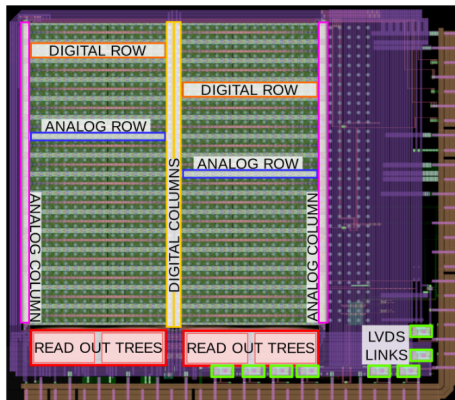 DIGITAL ROW
DIGITAL ROW
ANALOG ROW
ANALOG ROW
ANALOG COLUMN
DIGITAL COLUMNS
ANALOG COLUMN
READ OUT TREES
READ OUT TREES
LVDS
LINKS